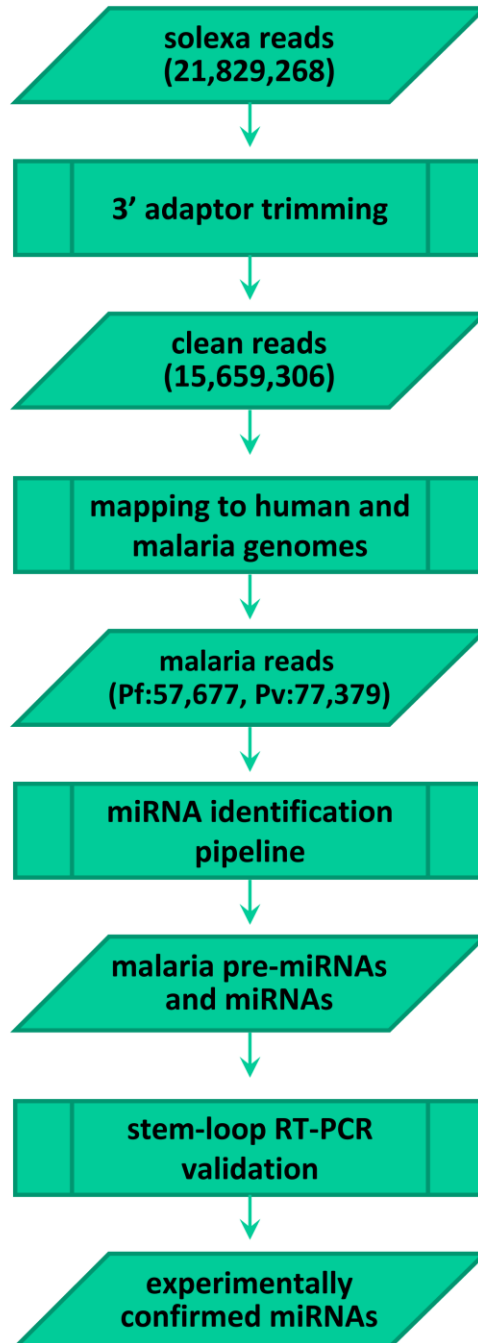 solexa reads
(21,829,268)
3' adaptor trimming
clean reads
(15,659,306)
mapping to human and
malaria genomes
malaria reads
(Pf:57,677, Pv:77,379)
miRNA identification
pipeline
malaria pre-miRNAs
and miRNAs
stem-loop RT-PCR
validation
experimentally
confirmed miRNAs